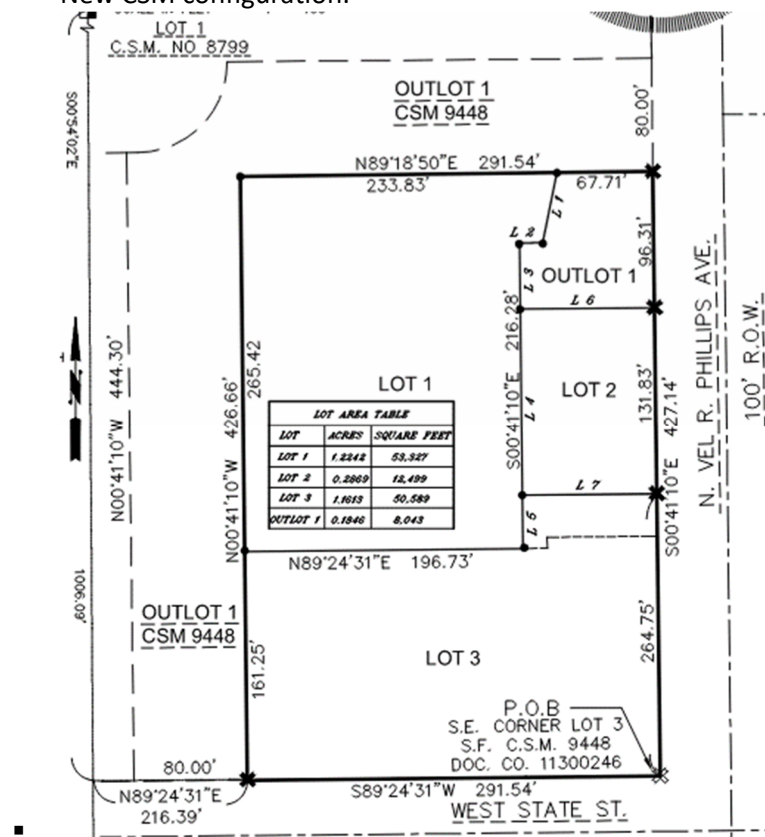 New CSM configuration:
LOT 1
C.S.M. NO 8799
S00°54'02"E
OUTLOT 1
CSM 9448
80.00'
N89°18'50"E 291.54'
233.83'
67.71'
L 1
L 2
L 3
96.31'
OUTLOT 1
L 6
216.28'
N. VEL R. PHILLIPS AVE.
100' R.O.W.
N
444.30'
N00°41'10"W
426.66'
265.42
N00°41'10"W
LOT 1
LOT 2
L 4
S00°41'10"E
131.83'
427.14'
S00°41'10"E
LOT AREA TABLE
LOT ACRES SQUARE FEET
LOT 1 1.2242 53,327
LOT 2 0.2869 12,499
LOT 3 1.1613 50,589
OUTLOT 1 0.1846 8,043
L 7
L 5
N89°24'31"E 196.73'
1006.09'
OUTLOT 1
CSM 9448
161.25'
LOT 3
264.75'
P.O.B
S.E. CORNER LOT 3
S.F. C.S.M. 9448
DOC. CO. 11300246
80.00'
N89°24'31"E
216.39'
S89°24'31"W 291.54'
WEST STATE ST.